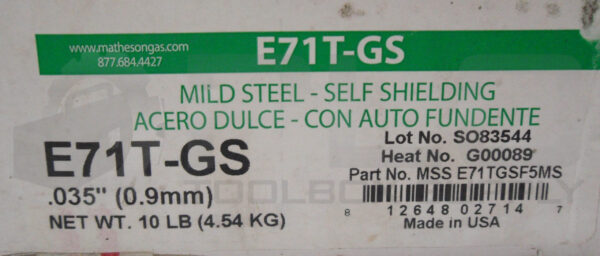 www.mathesongas.com
877.684.4427
E71T-GS
MILD STEEL - SELF SHIELDING
ACERO DULCE - CON AUTO FUNDENTE
E71T-GS
.035" (0.9mm)
NET WT. 10 LB (4.54 KG)
Lot No. SO83544
Heat No. G00089
Part No. MSS E71TGSF5MS
8 12648 02714 7
Made in USA